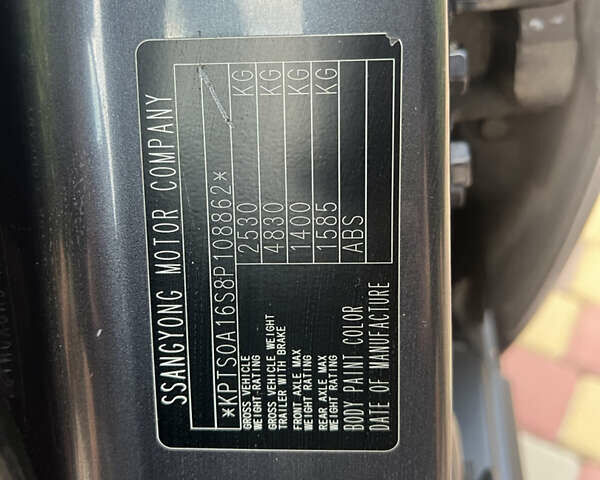 SSANGYONG MOTOR COMPANY
*KPTS0A16S8P108862*
GROSS VEHICLE WEIGHT-RATING 2530 KG
GROSS VEHICLE WEIGHT TRAILER WITH BRAKE 4830 KG
FRONT AXLE MAX WEIGHT-RATING 1400 KG
REAR AXLE MAX WEIGHT-RATING 1585 KG
BODY PAINT COLOR ABS
DATE OF MANUFACTURE